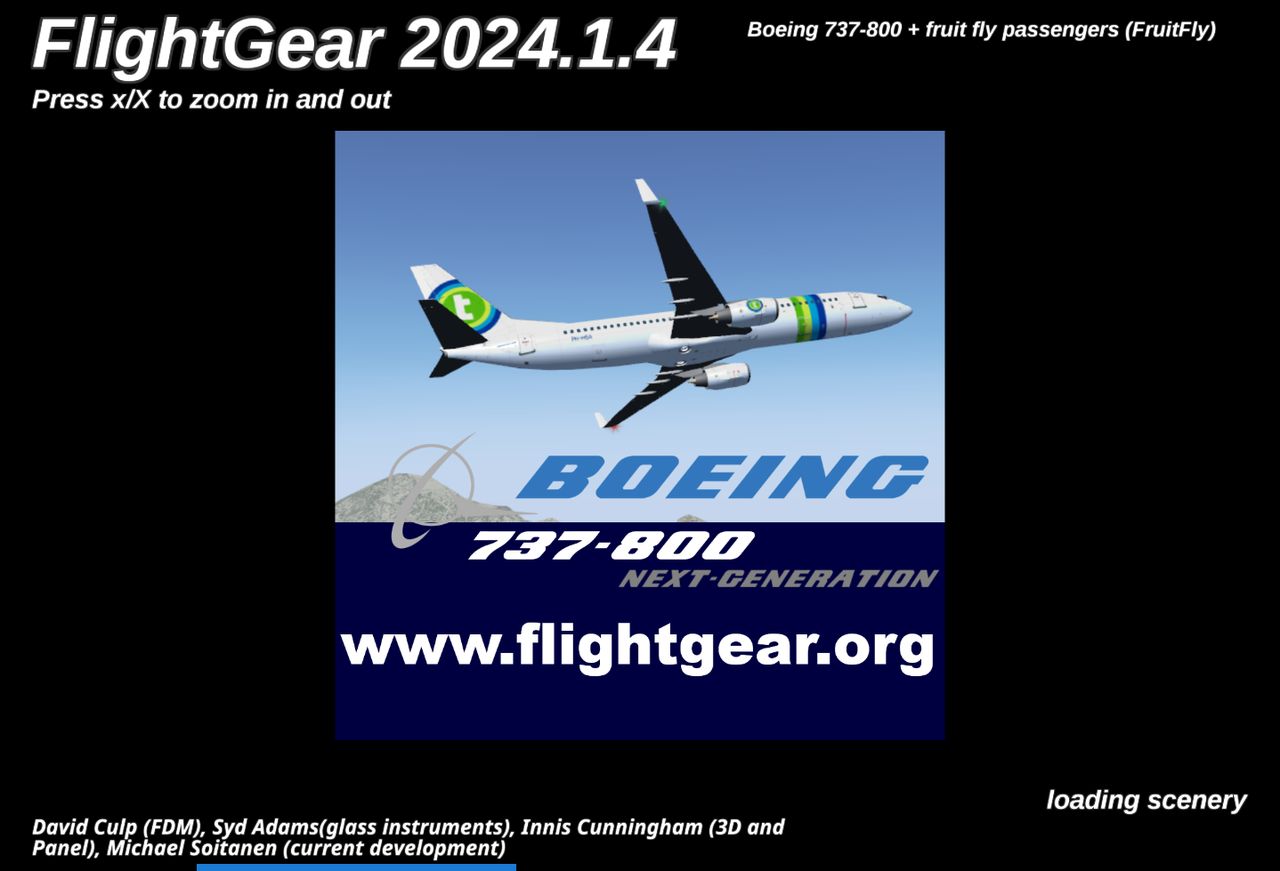 FlightGear 2024.1.4
Boeing 737-800 + fruit fly passengers (FruitFly)
Press x/X to zoom in and out
t
BOEING
737-800
NEXT-GENERATION
www.flightgear.org
loading scenery
David Culp (FDM), Syd Adams(glass instruments), Innis Cunningham (3D and
Panel), Michael Soitanen (current development)